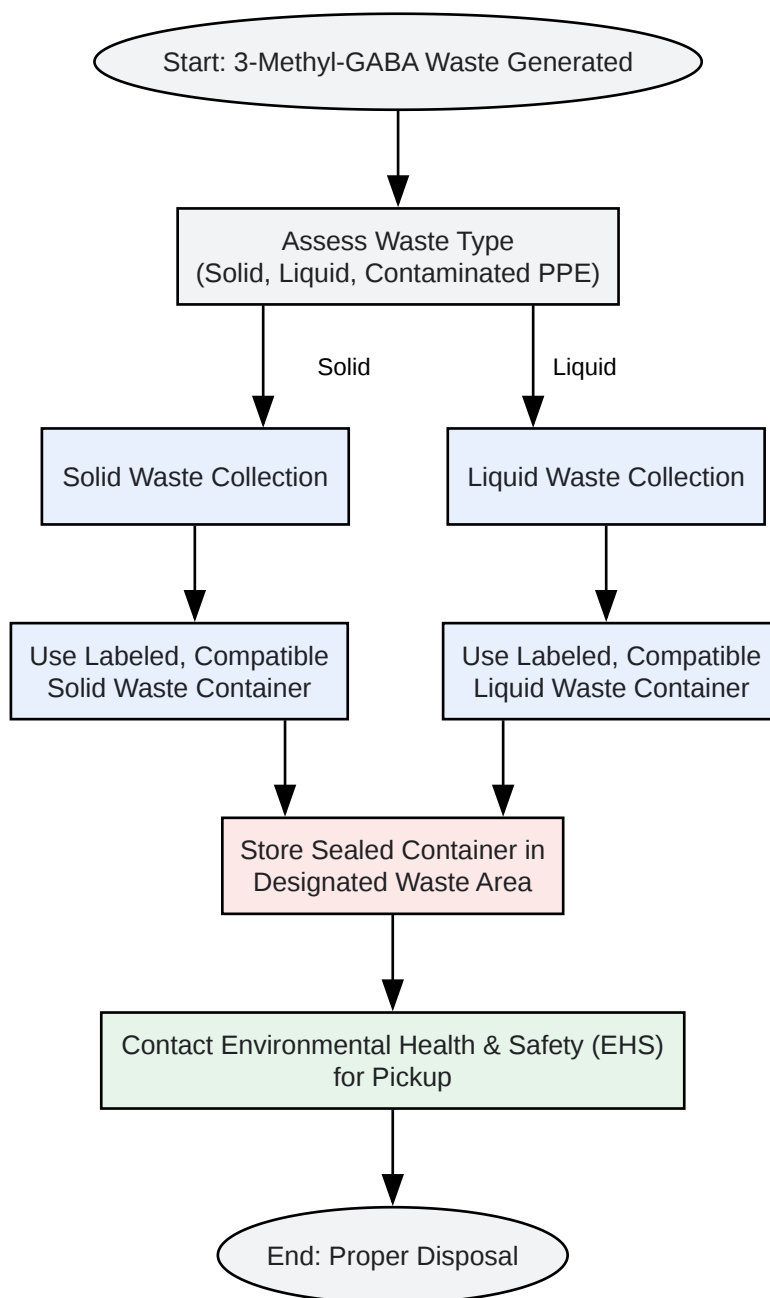 Start: 3-Methyl-GABA Waste Generated
Assess Waste Type
(Solid, Liquid, Contaminated PPE)
Solid
Liquid
Solid Waste Collection
Liquid Waste Collection
Use Labeled, Compatible
Solid Waste Container
Use Labeled, Compatible
Liquid Waste Container
Store Sealed Container in
Designated Waste Area
Contact Environmental Health & Safety (EHS)
for Pickup
End: Proper Disposal